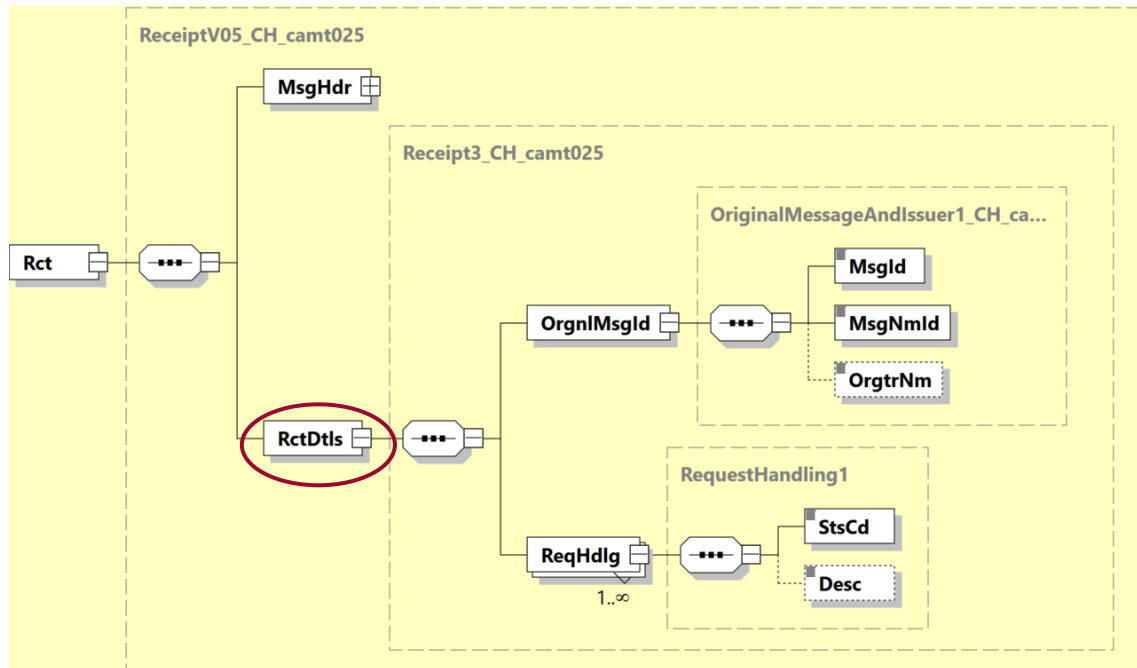 ReceiptV05_CH_camt025
MsgHdr
Receipt3_CH_camt025
OriginalMessageAndIssuer1_CH_ca...
Rct
MsgId
OrgnlMsgId
MsgNmId
OrgtrNm
RctDtls
RequestHandling1
StsCd
ReqHdlg
Desc
1..∞